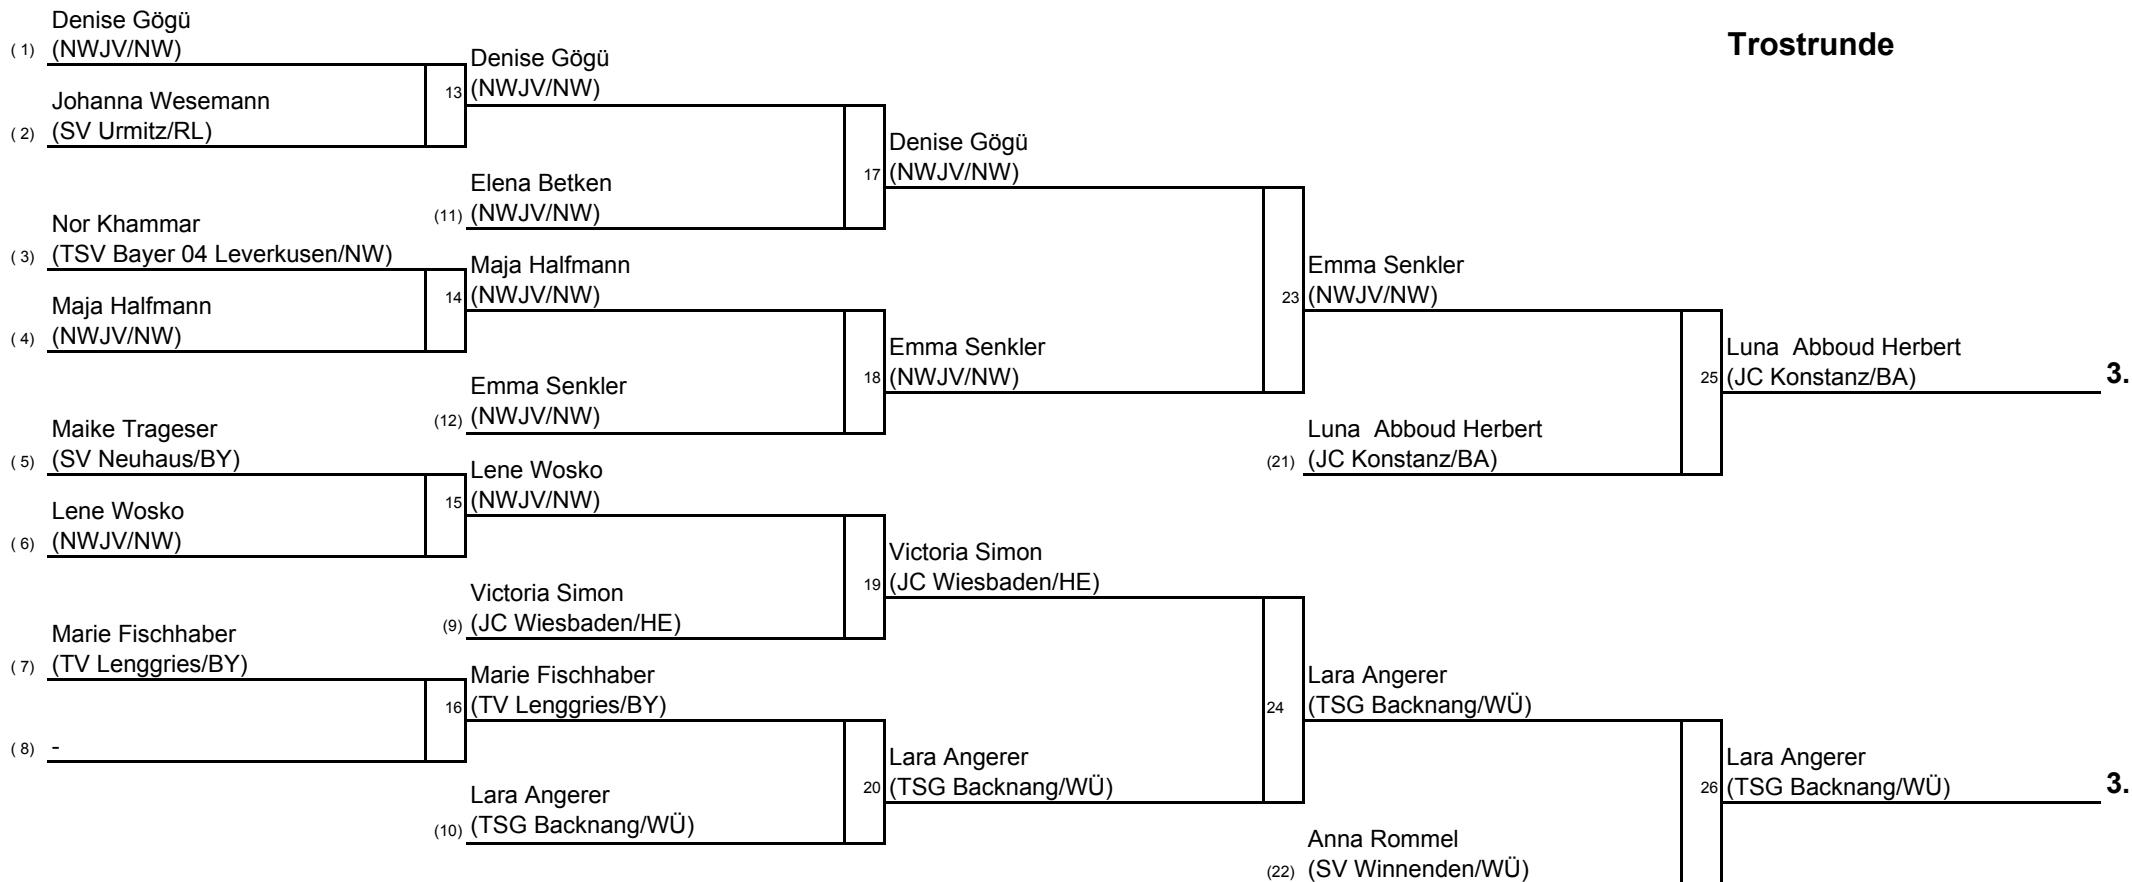 Trostrunde
Denise Gögü
(1) (NWJV/NW)
Johanna Wesemann
(2) (SV Urmitz/RL)
Nor Khammar
(3) (TSV Bayer 04 Leverkusen/NW)
Maja Halfmann
(4) (NWJV/NW)
Maike Trageser
(5) (SV Neuhaus/BY)
Lene Wosko
(6) (NWJV/NW)
Marie Fischhaber
(7) (TV Lenggries/BY)
(8) -
Denise Gögü
13 (NWJV/NW)
Elena Betken
(11) (NWJV/NW)
Maja Halfmann
14 (NWJV/NW)
Emma Senkler
(12) (NWJV/NW)
Lene Wosko
15 (NWJV/NW)
Victoria Simon
(9) (JC Wiesbaden/HE)
Marie Fischhaber
16 (TV Lenggries/BY)
Lara Angerer
(10) (TSG Backnang/WÜ)
Denise Gögü
17 (NWJV/NW)
Emma Senkler
18 (NWJV/NW)
Victoria Simon
19 (JC Wiesbaden/HE)
Lara Angerer
20 (TSG Backnang/WÜ)
Emma Senkler
23 (NWJV/NW)
Luna  Abboud Herbert
(21) (JC Konstanz/BA)
Lara Angerer
24 (TSG Backnang/WÜ)
Anna Rommel
(22) (SV Winnenden/WÜ)
Luna  Abboud Herbert
25 (JC Konstanz/BA) 3.
Lara Angerer
26 (TSG Backnang/WÜ) 3.